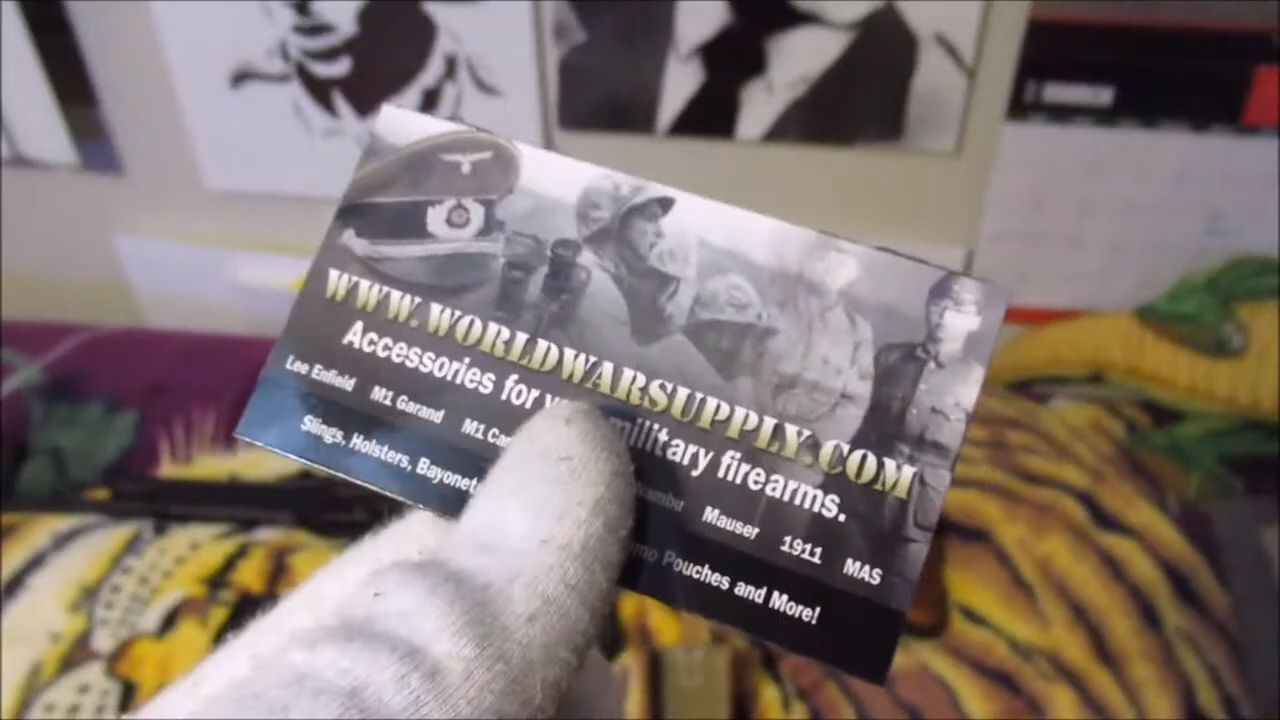 WWW.WORLDWARSUPPLY.COM
Accessories for military firearms.
Lee Enfield M1 Garand M1 Mauser 1911 MAS
Slings, Holsters, Bayonet Pouches and More!